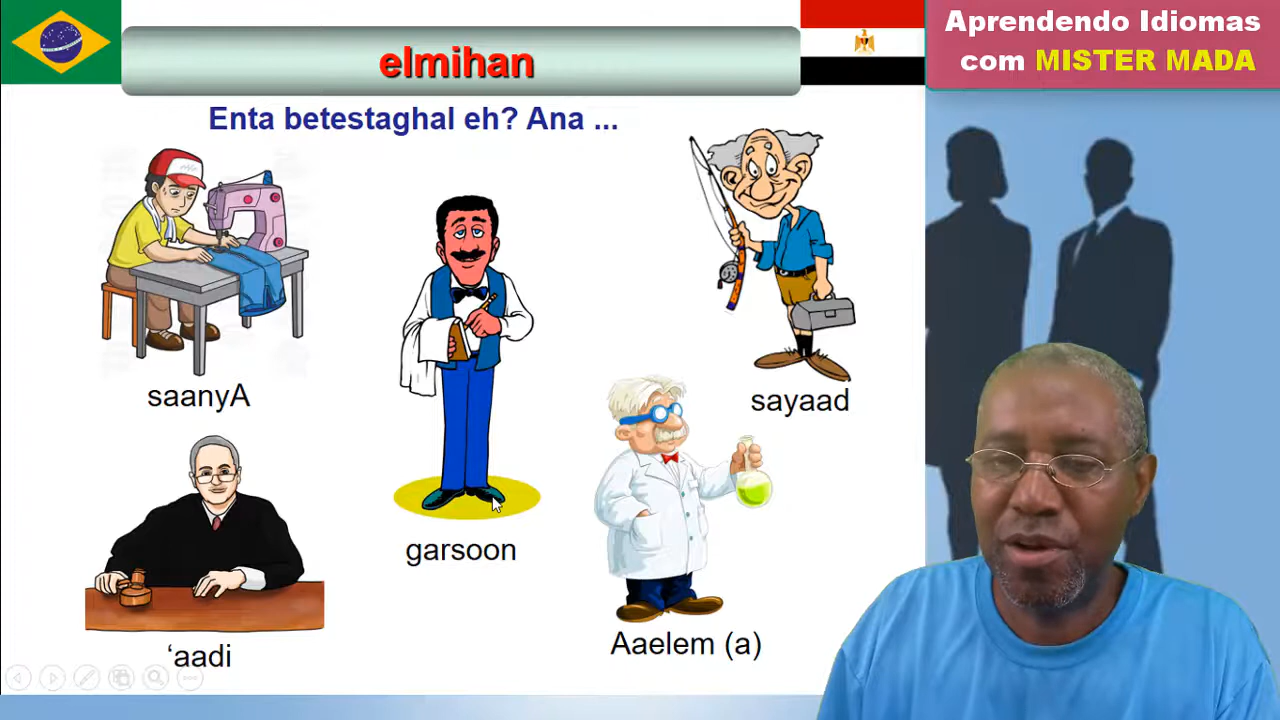 elmihan
Aprendendo Idiomas
com MISTER MADA
Enta betestaghal eh? Ana ...
saanyA
sayaad
garsoon
‘aadi
Aaelem (a)